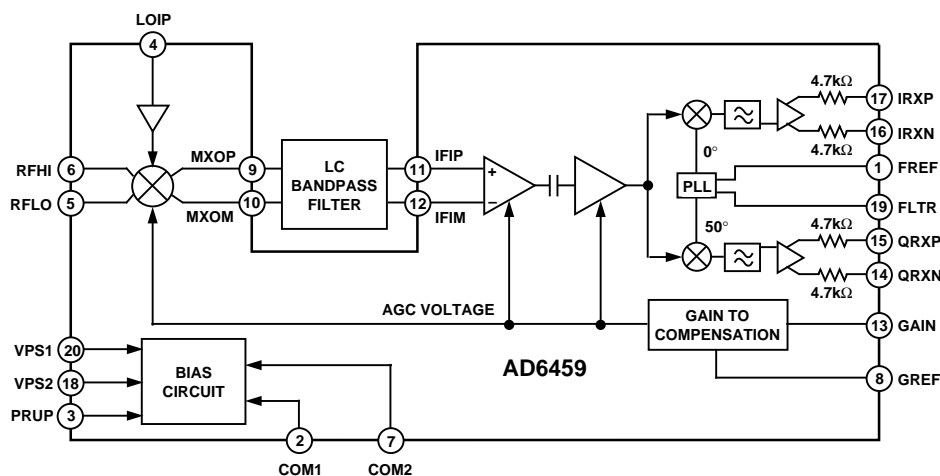 LOIP
4
4.7kΩ
17 IRXP
16 IRXN
4.7kΩ
RFHI 6
RFLO 5
MXOP 9
MXOM 10
LC
BANDPASS
FILTER
11 IFIP
12 IFIM
+
−
0°
PLL
50°
1 FREF
19 FLTR
4.7kΩ
15 QRXP
14 QRXN
4.7kΩ
AGC VOLTAGE
GAIN TO
COMPENSATION
13 GAIN
8 GREF
AD6459
VPS1 20
VPS2 18
PRUP 3
BIAS
CIRCUIT
2
COM1
7
COM2